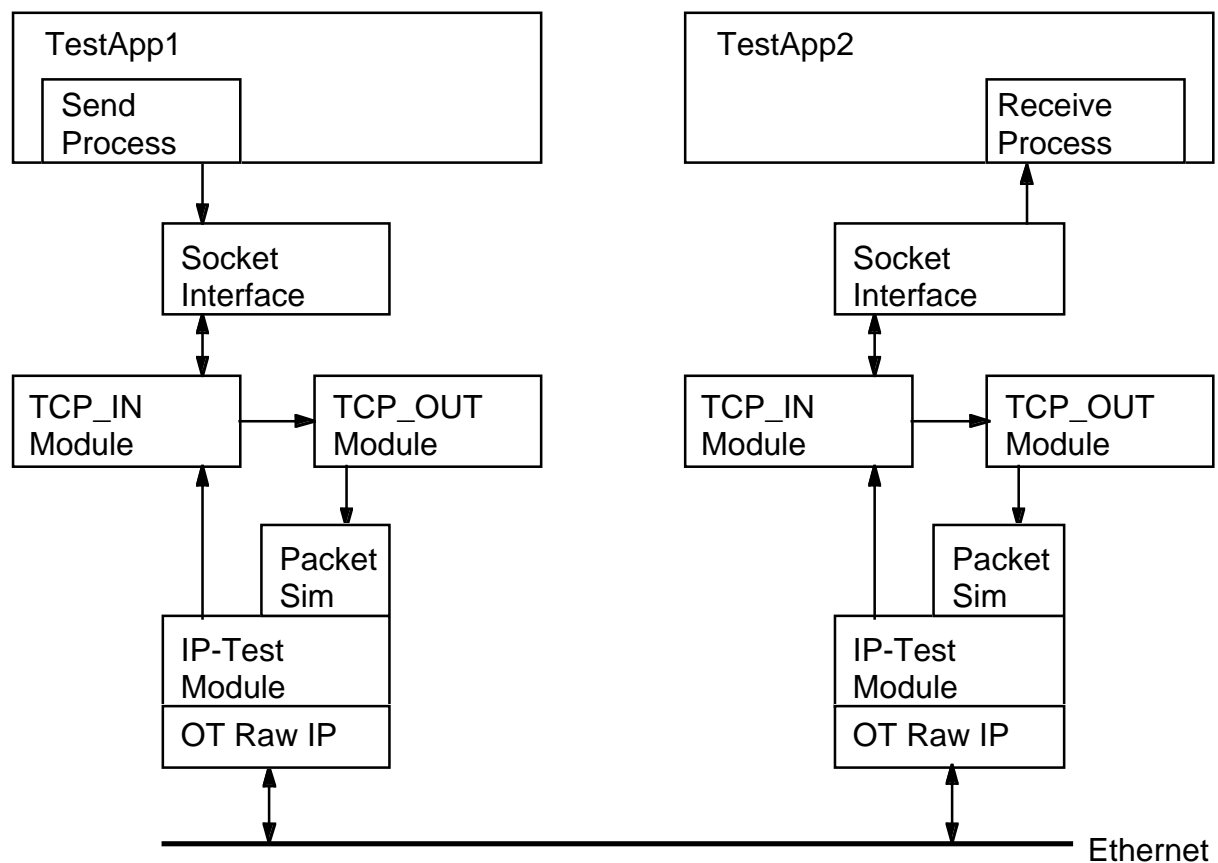 TestApp1
Send
Process
Socket
Interface
TCP_IN
Module
TCP_OUT
Module
Packet
Sim
IP-Test
Module
OT Raw IP
TestApp2
Receive
Process
Socket
Interface
TCP_IN
Module
TCP_OUT
Module
Packet
Sim
IP-Test
Module
OT Raw IP
Ethernet